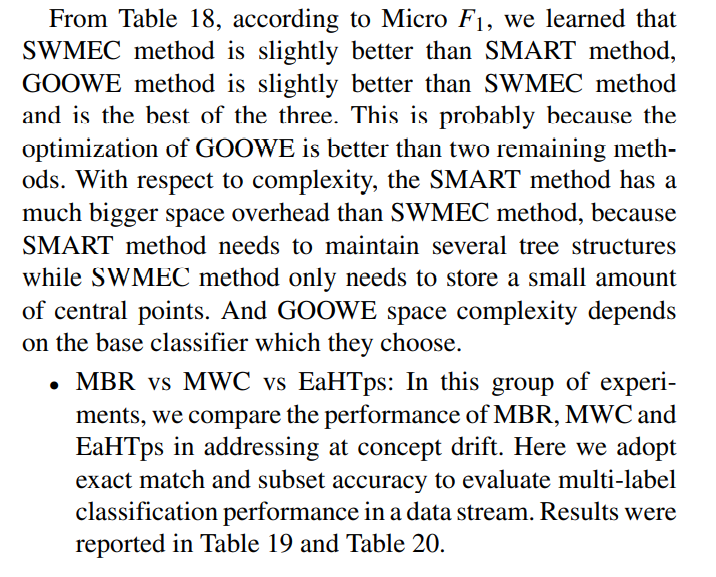 From Table 18, according to Micro F1, we learned that
SWMEC method is slightly better than SMART method,
GOOWE method is slightly better than SWMEC method
and is the best of the three. This is probably because the
optimization of GOOWE is better than two remaining meth-
ods. With respect to complexity, the SMART method has a
much bigger space overhead than SWMEC method, because
SMART method needs to maintain several tree structures
while SWMEC method only needs to store a small amount
of central points. And GOOWE space complexity depends
on the base classifier which they choose.
• MBR vs MWC vs EaHTps: In this group of experi-
ments, we compare the performance of MBR, MWC and
EaHTps in addressing at concept drift. Here we adopt
exact match and subset accuracy to evaluate multi-label
classification performance in a data stream. Results were
reported in Table 19 and Table 20.